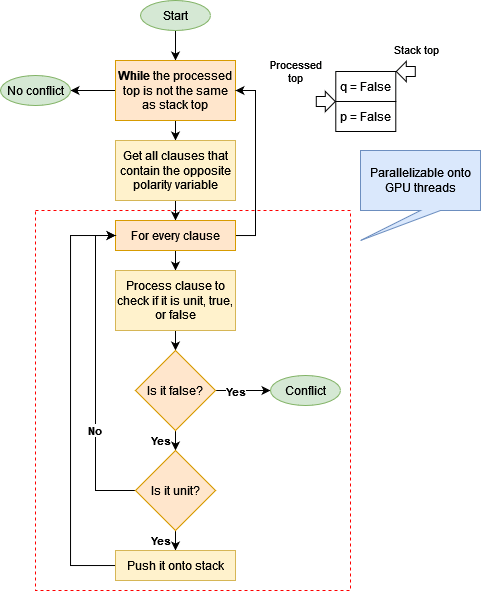 Start
While the processed
top is not the same
as stack top
No conflict
Processed
top
Stack top
q = False
p = False
Get all clauses that
contain the opposite
polarity variable
Parallelizable onto
GPU threads
For every clause
Process clause to
check if it is unit, true,
or false
Is it false?
Yes
Conflict
No
Yes
Is it unit?
Yes
Push it onto stack